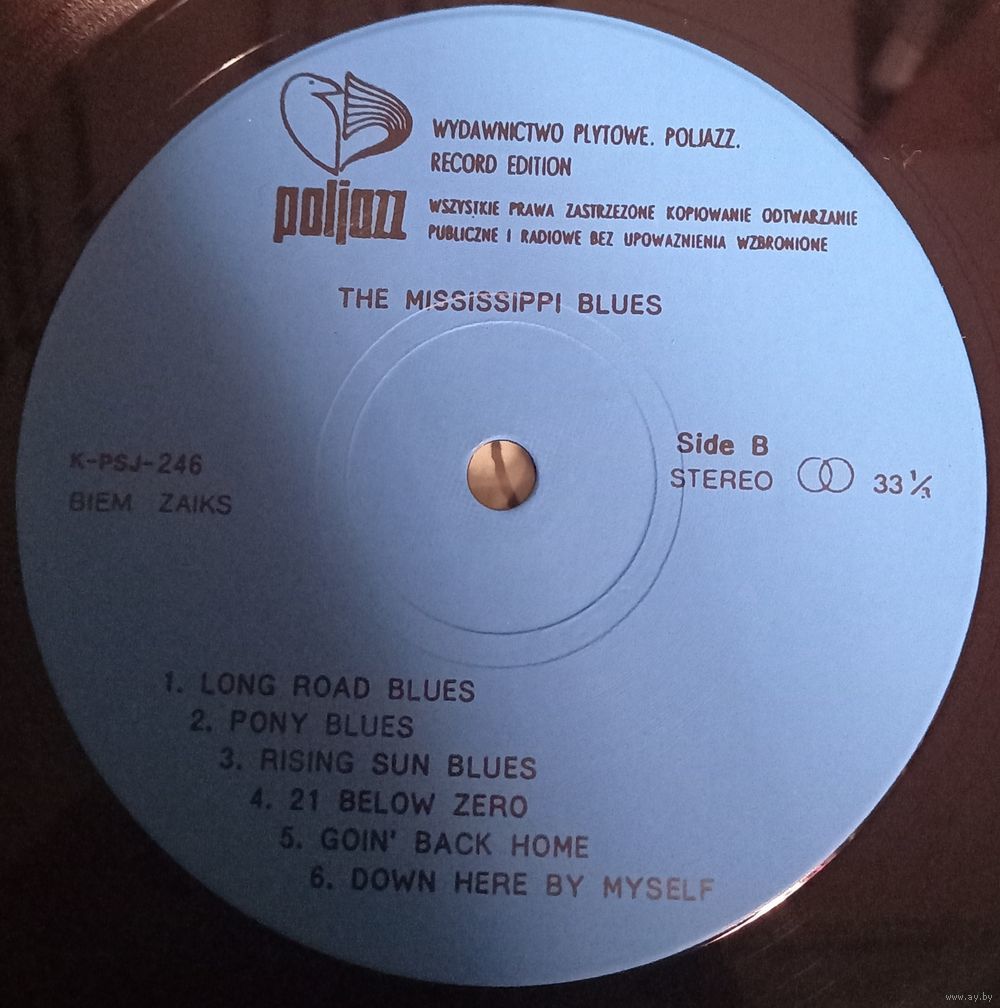 WYDAWNICTWO PLYTOWE. POLJAZZ.
RECORD EDITION
poljazz
WSZYSTKIE PRAWA ZASTRZEZONE KOPIOWANIE ODTWARZANIE
PUBLICZNE I RADIOWE BEZ UPOWAZNIENIA WZBRONIONE
THE MISSISSIPPI BLUES
K-PSJ-246
BIEM ZAIKS
Side B
STEREO 33 1/3
1. LONG ROAD BLUES
2. PONY BLUES
3. RISING SUN BLUES
4. 21 BELOW ZERO
5. GOIN' BACK HOME
6. DOWN HERE BY MYSELF
www.ay.by